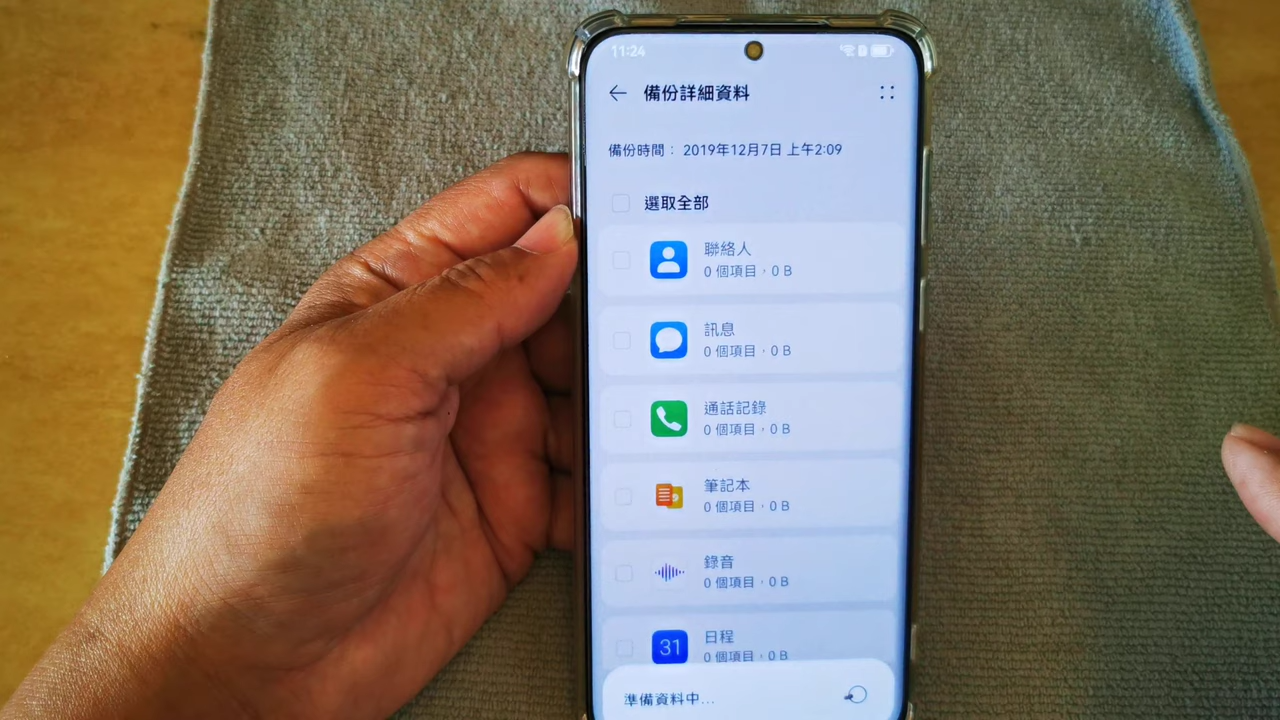 11:24
備份詳細資料
備份時間： 2019年12月7日 上午2:09
選取全部
聯絡人
0 個項目，0 B
訊息
0 個項目，0 B
通話記錄
0 個項目，0 B
筆記本
0 個項目，0 B
錄音
0 個項目，0 B
31
日程
0 個項目，0 B
準備資料中...